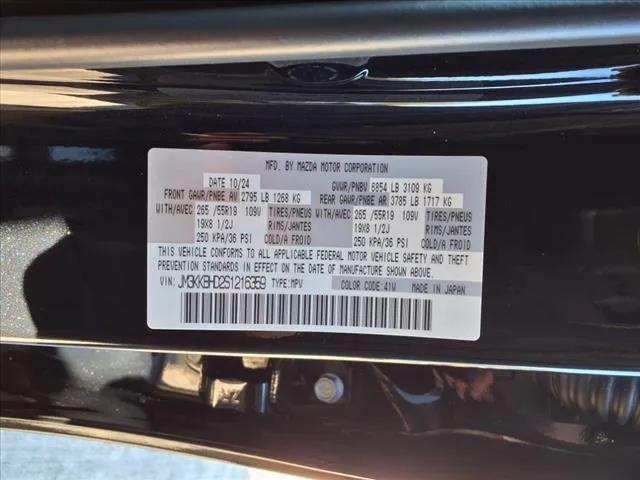 MFD. BY MAZDA MOTOR CORPORATION
DATE 10/24 GVWR/PNBV 6854 LB 3109 KG
FRONT GAWR/PNBE AV 2795 LB 1268 KG REAR GAWR/PNBE AR 3785 LB 1717 KG
WITH/AVEC 265 /55R19 109V TIRES/PNEUS WITH/AVEC 265 /55R19 109V TIRES/PNEUS
19X8 1/2J RIMS/JANTES 19X8 1/2J RIMS/JANTES
250 KPA/36 PSI COLD/A FROID 250 KPA/36 PSI COLD/A FROID
THIS VEHICLE CONFORMS TO ALL APPLICABLE FEDERAL MOTOR VEHICLE SAFETY AND THEFT
PREVENTION STANDARDS IN EFFECT ON THE DATE OF MANUFACTURE SHOWN ABOVE.
VIN: JM3KKBHD2S1216359 TYPE:MPV COLOR CODE:41W MADE IN JAPAN